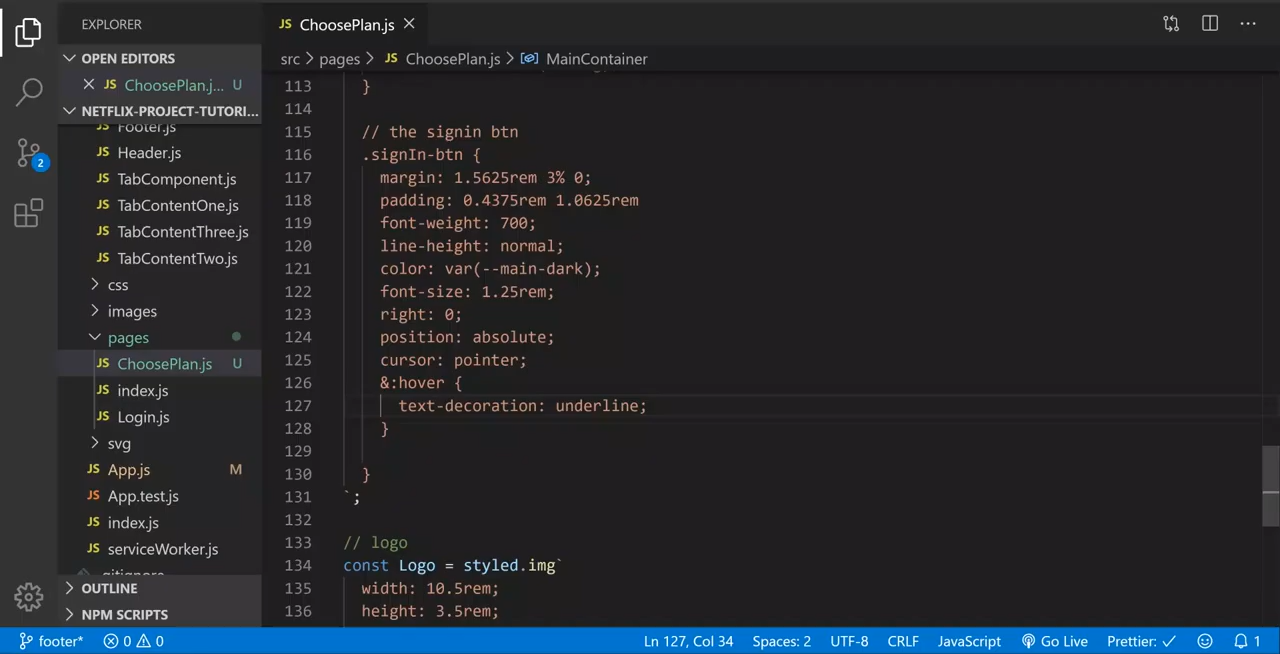 EXPLORER
JS ChoosePlan.js
OPEN EDITORS
JS ChoosePlan.j... U
NETFLIX-PROJECT-TUTORI...
JS Footer.js
JS Header.js
JS TabComponent.js
JS TabContentOne.js
JS TabContentThree.js
JS TabContentTwo.js
css
images
pages
JS ChoosePlan.js U
JS index.js
JS Login.js
svg
JS App.js M
JS App.test.js
JS index.js
JS serviceWorker.js
.gitignore
OUTLINE
NPM SCRIPTS
2
src > pages > JS ChoosePlan.js > MainContainer
113 }
114
115 // the signin btn
116 .signIn-btn {
117 margin: 1.5625rem 3% 0;
118 padding: 0.4375rem 1.0625rem
119 font-weight: 700;
120 line-height: normal;
121 color: var(--main-dark);
122 font-size: 1.25rem;
123 right: 0;
124 position: absolute;
125 cursor: pointer;
126 &:hover {
127 text-decoration: underline;
128 }
129
130 }
131 `;
132
133 // logo
134 const Logo = styled.img`
135 width: 10.5rem;
136 height: 3.5rem;
footer* 0 0 Ln 127, Col 34 Spaces: 2 UTF-8 CRLF JavaScript Go Live Prettier: ✓ 1